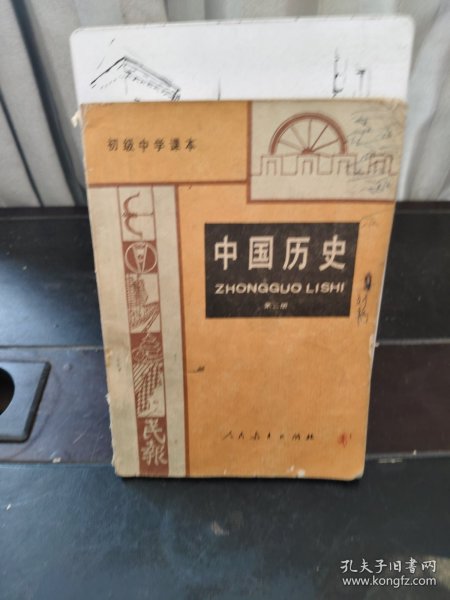 初级中学课本
中国历史
ZHONGGUO LISHI
第三册
民報
人民教育出版社
孔夫子旧书网
www.kongfz.com